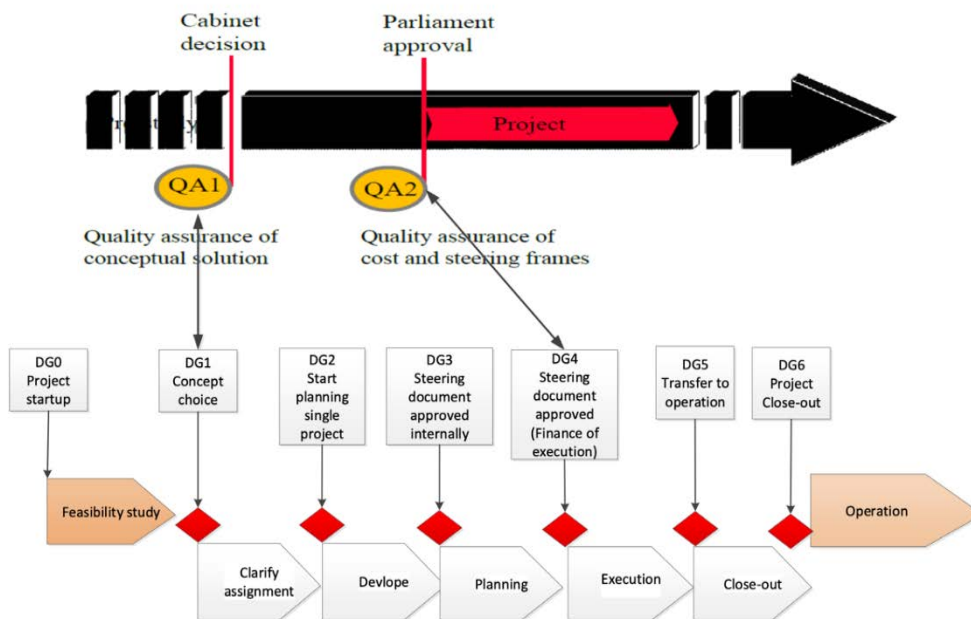 Cabinet
decision
Parliament
approval
Project
QA1
QA2
Quality assurance of
conceptual solution
Quality assurance of
cost and steering frames
DG0
Project
startup
DG1
Concept
choice
DG2
Start
planning
single
project
DG3
Steering
document
approved
internally
DG4
Steering
document
approved
(Finance of
execution)
DG5
Transfer to
operation
DG6
Project
Close-out
Feasibility study
Operation
Clarify
assignment
Devlope
Planning
Execution
Close-out